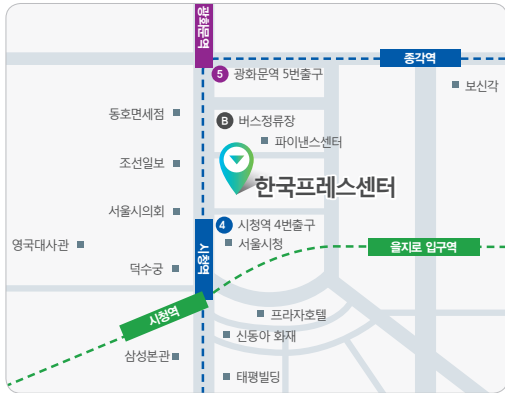 광화문역
종각역
5 광화문역 5번출구
보신각
동호면세점
B 버스정류장
파이낸스센터
조선일보
한국프레스센터
서울시의회
4 시청역 4번출구
영국대사관
시청역
서울시청
을지로 입구역
덕수궁
시청역
프라자호텔
신동아 화재
삼성본관
태평빌딩